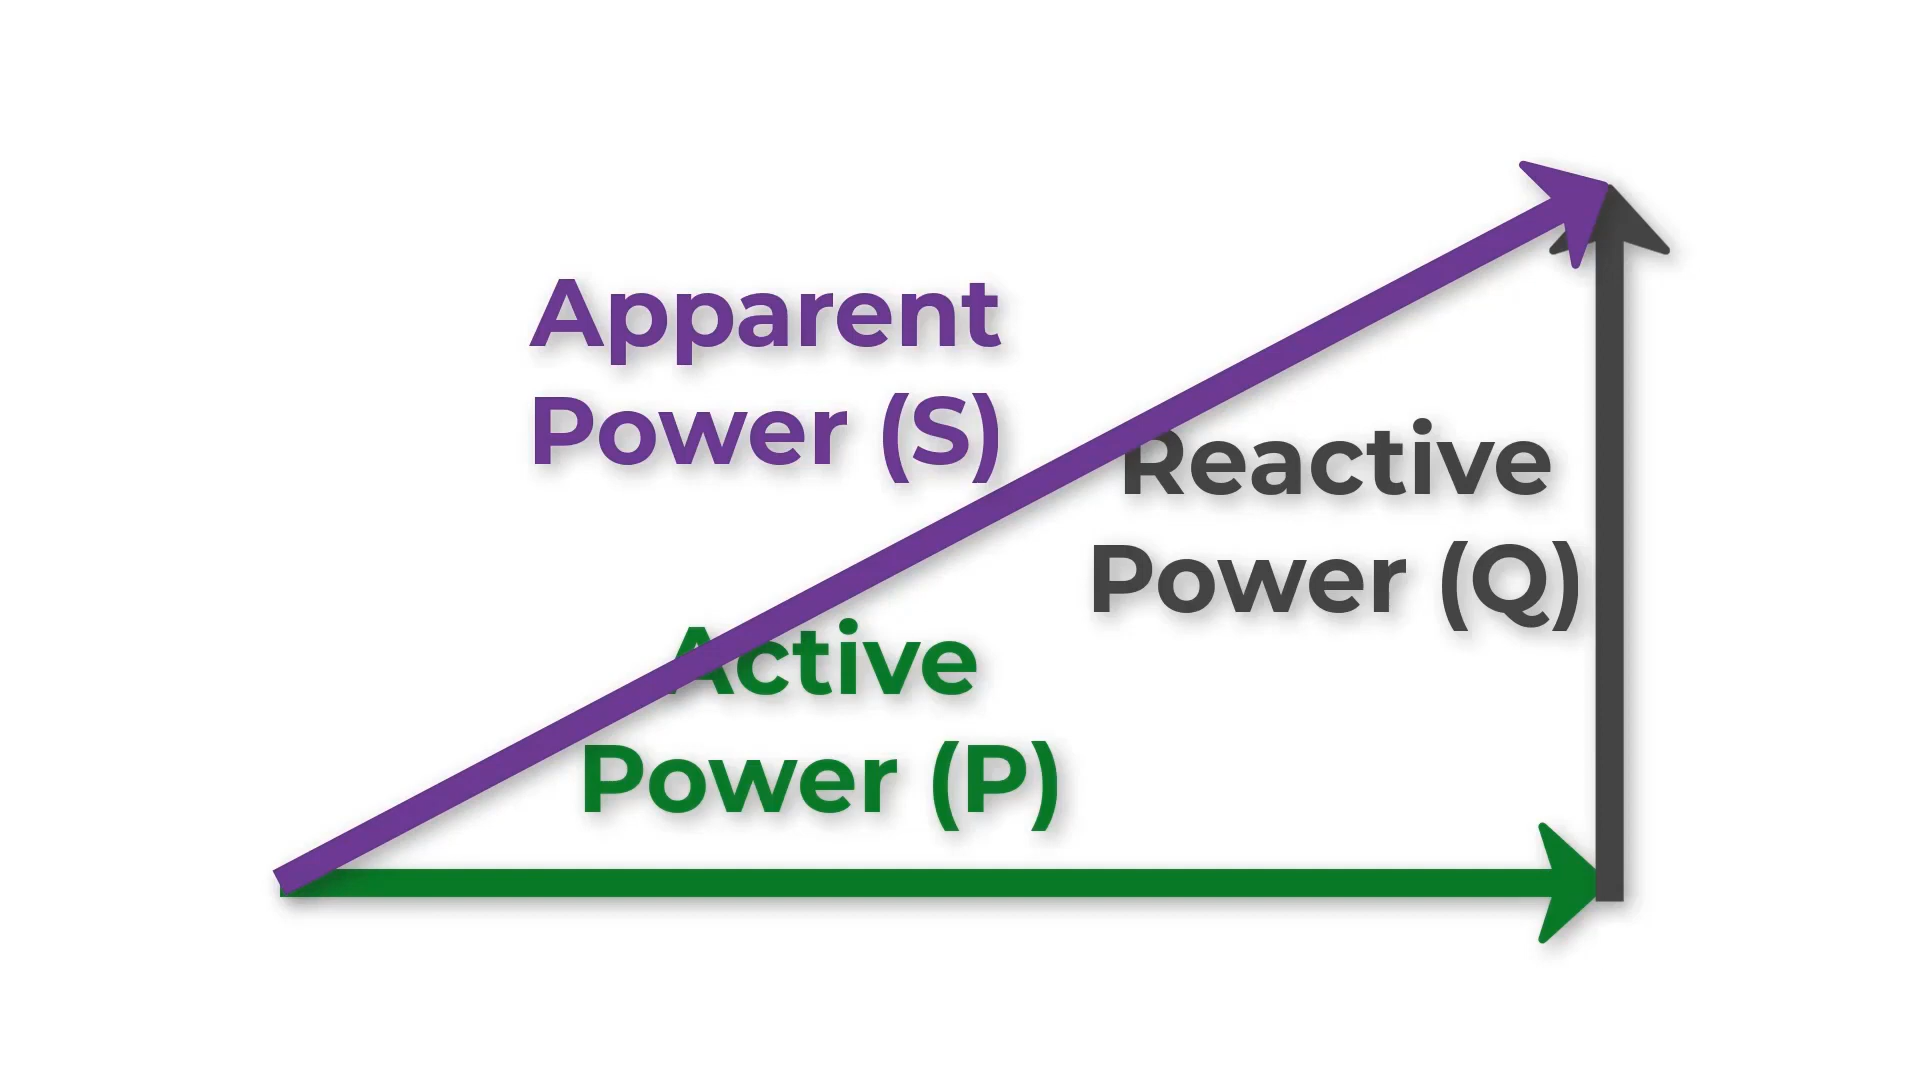 Apparent
Power (S)
Reactive
Power (Q)
Active
Power (P)